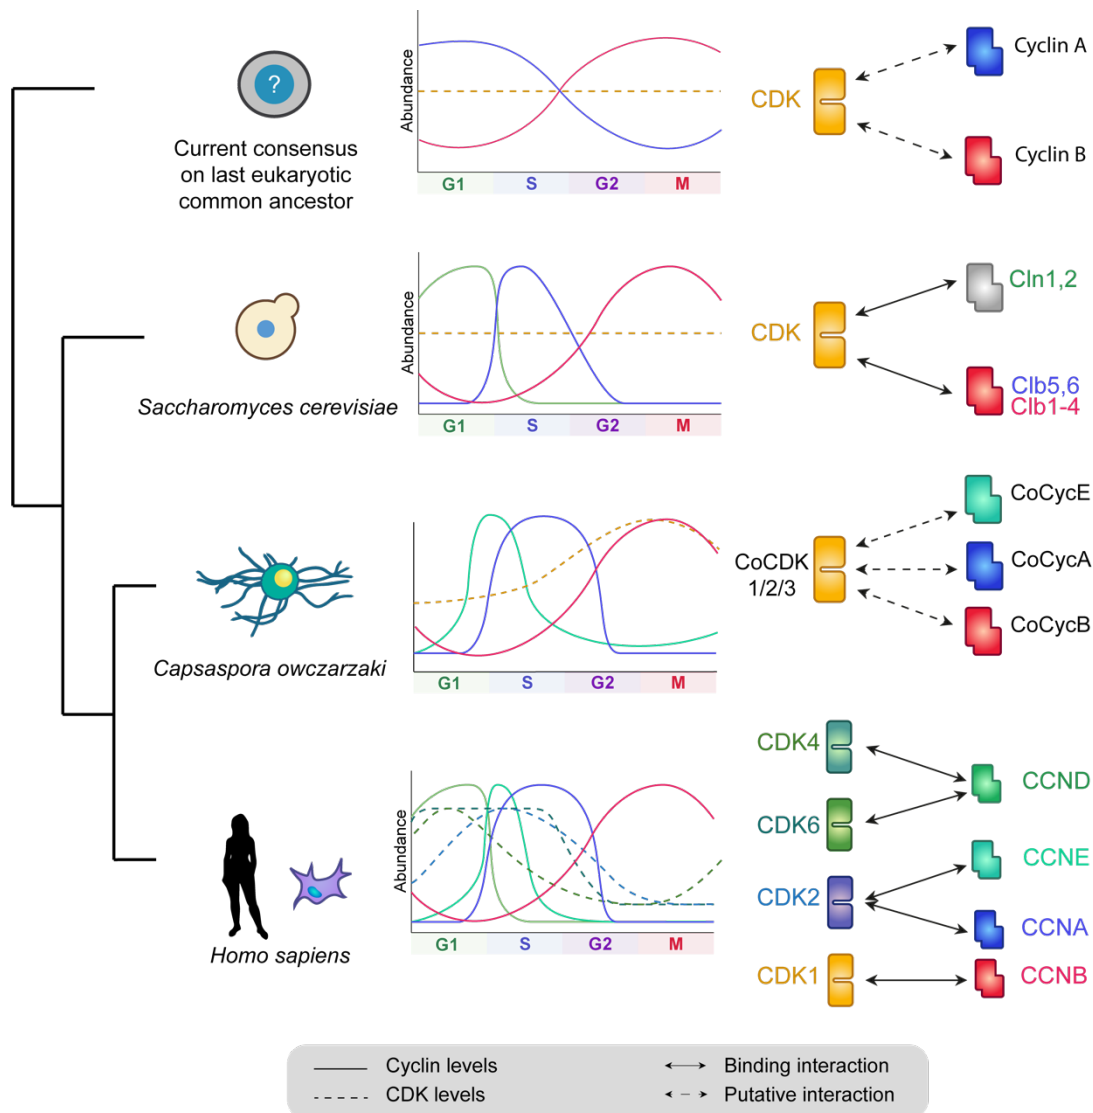 ?
Current consensus
on last eukaryotic
common ancestor
Abundance
G1 S G2 M
CDK
Cyclin A
Cyclin B
Saccharomyces cerevisiae
Abundance
G1 S G2 M
CDK
Cln1,2
Clb5,6
Clb1-4
Capsaspora owczarzaki
G1 S G2 M
CoCDK
1/2/3
CoCycE
CoCycA
CoCycB
Homo sapiens
Abundance
G1 S G2 M
CDK4
CDK6
CDK2
CDK1
CCND
CCNE
CCNA
CCNB
Cyclin levels
CDK levels
Binding interaction
Putative interaction